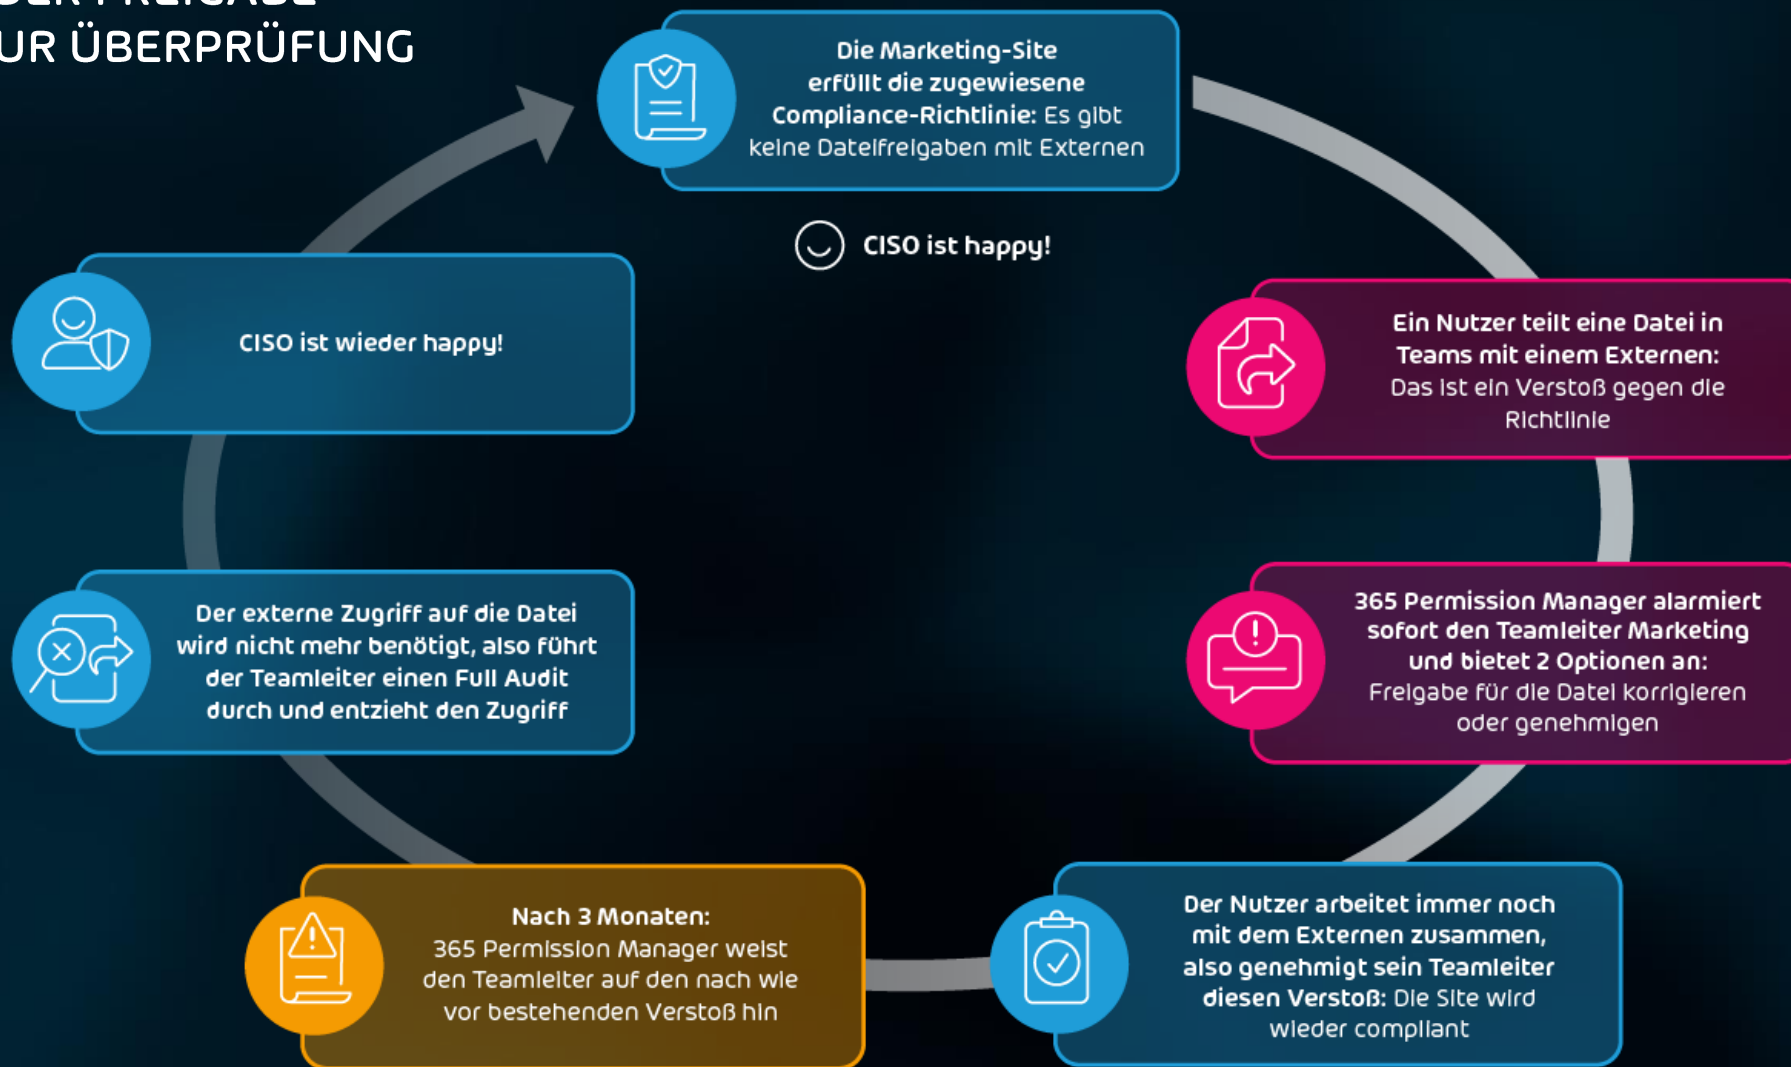 UR ÜBERPRÜFUNG
Die Marketing-Site
erfüllt die zugewiesene
Compliance-Richtlinie: Es gibt
keine Dateifreigaben mit Externen
CISO ist happy!
Ein Nutzer teilt eine Datei in
Teams mit einem Externen:
Das ist ein Verstoß gegen die
Richtlinie
365 Permission Manager alarmiert
sofort den Teamleiter Marketing
und bietet 2 Optionen an:
Freigabe für die Datei korrigieren
oder genehmigen
Der Nutzer arbeitet immer noch
mit dem Externen zusammen,
also genehmigt sein Teamleiter
diesen Verstoß: Die Site wird
wieder compliant
Nach 3 Monaten:
365 Permission Manager weist
den Teamleiter auf den nach wie
vor bestehenden Verstoß hin
Der externe Zugriff auf die Datei
wird nicht mehr benötigt, also führt
der Teamleiter einen Full Audit
durch und entzieht den Zugriff
CISO ist wieder happy!